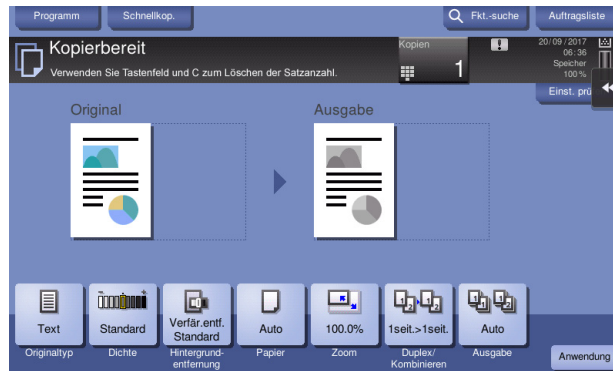 Programm
Schnellkop.
Fkt.-suche
Auftragsliste
Kopierbereit
Verwenden Sie Tastenfeld und C zum Löschen der Satzanzahl.
Kopien
1
20/09/2017
06:36
Speicher
100%
Einst. prü
Original
Ausgabe
Text
Standard
Verfär.entf.
Standard
Auto
100.0%
1seit.>1seit.
Auto
Originaltyp
Dichte
Hintergrund-
entfernung
Papier
Zoom
Duplex/
Kombinieren
Ausgabe
Anwendung